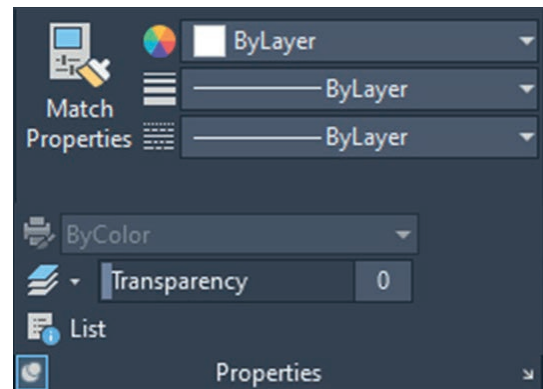 ByLayer
Match Properties
ByLayer
ByLayer
ByColor
Transparency 0
List
Properties